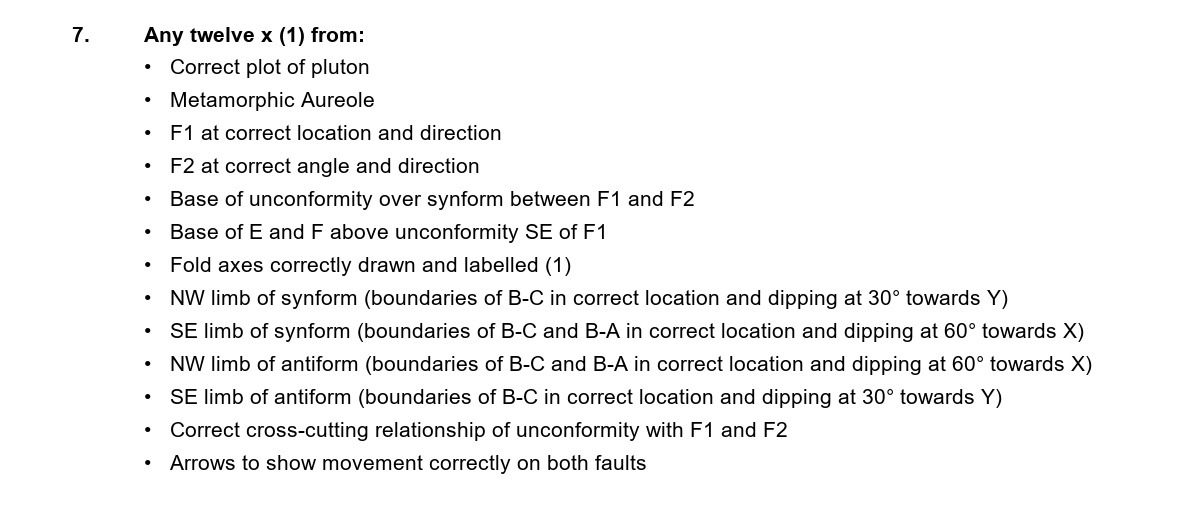 7. Any twelve x (1) from:
• Correct plot of pluton
• Metamorphic Aureole
• F1 at correct location and direction
• F2 at correct angle and direction
• Base of unconformity over synform between F1 and F2
• Base of E and F above unconformity SE of F1
• Fold axes correctly drawn and labelled (1)
• NW limb of synform (boundaries of B-C in correct location and dipping at 30° towards Y)
• SE limb of synform (boundaries of B-C and B-A in correct location and dipping at 60° towards X)
• NW limb of antiform (boundaries of B-C and B-A in correct location and dipping at 60° towards X)
• SE limb of antiform (boundaries of B-C in correct location and dipping at 30° towards Y)
• Correct cross-cutting relationship of unconformity with F1 and F2
• Arrows to show movement correctly on both faults